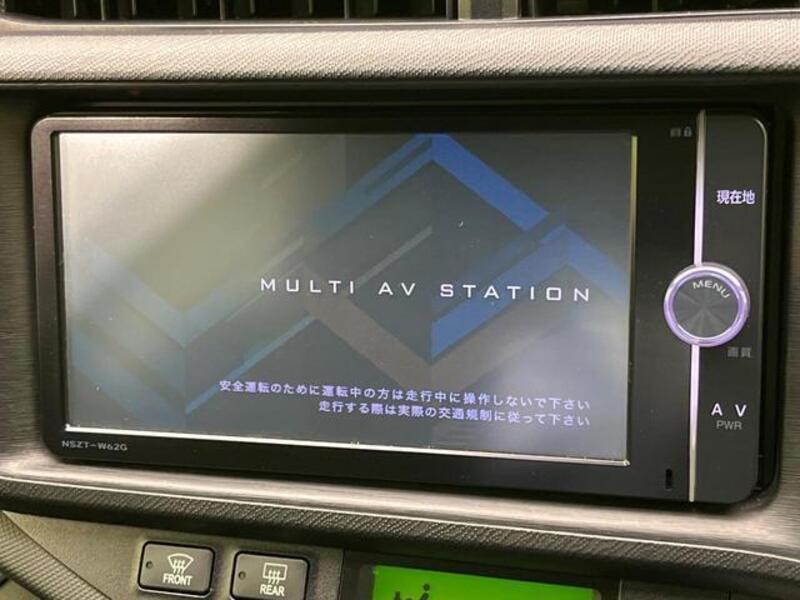 現在地
MENU
MULTI AV STATION
画質
安全運転のために運転中の方は走行中に操作しないで下さい
走行する際は実際の交通規制に従って下さい
A V
PWR
NSZT-W62G
FRONT
REAR